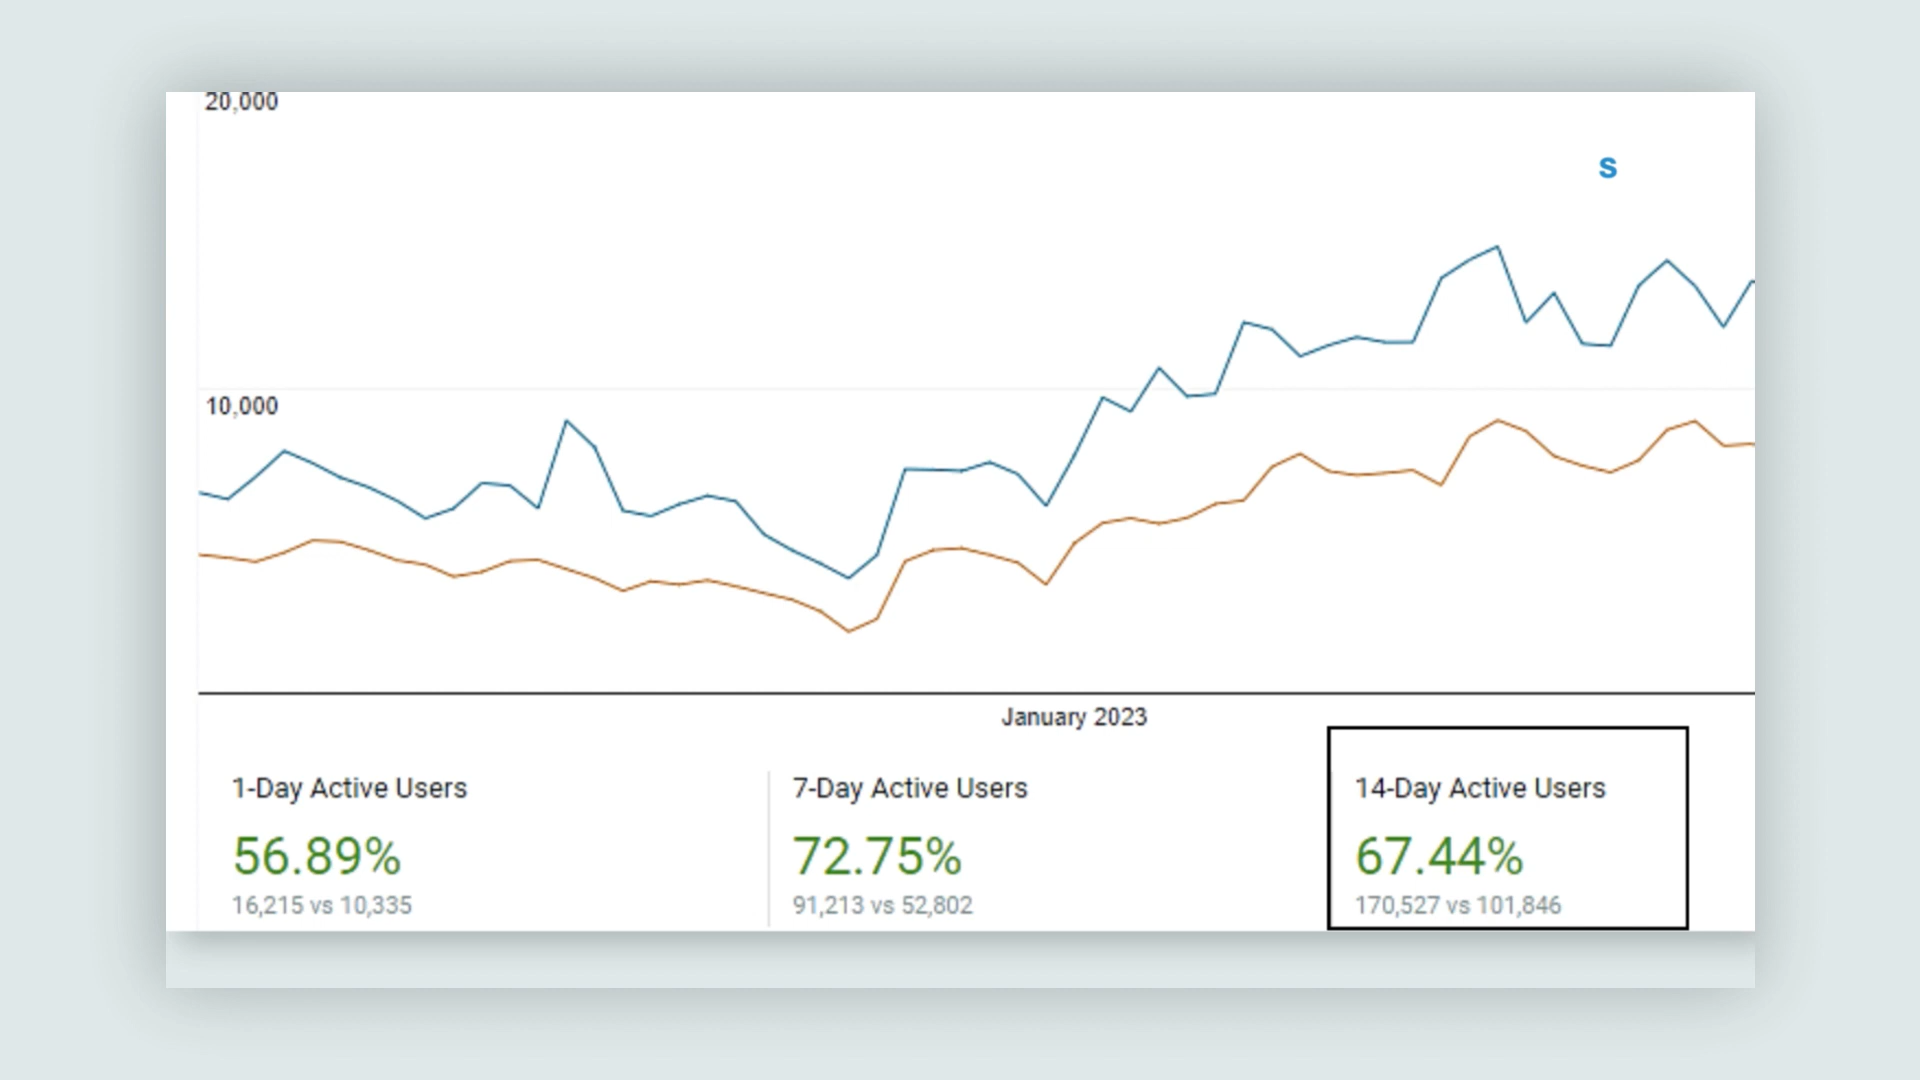 20,000
S
10,000
January 2023
1-Day Active Users
56.89%
16,215 vs 10,335
7-Day Active Users
72.75%
91,213 vs 52,802
14-Day Active Users
67.44%
170,527 vs 101,846